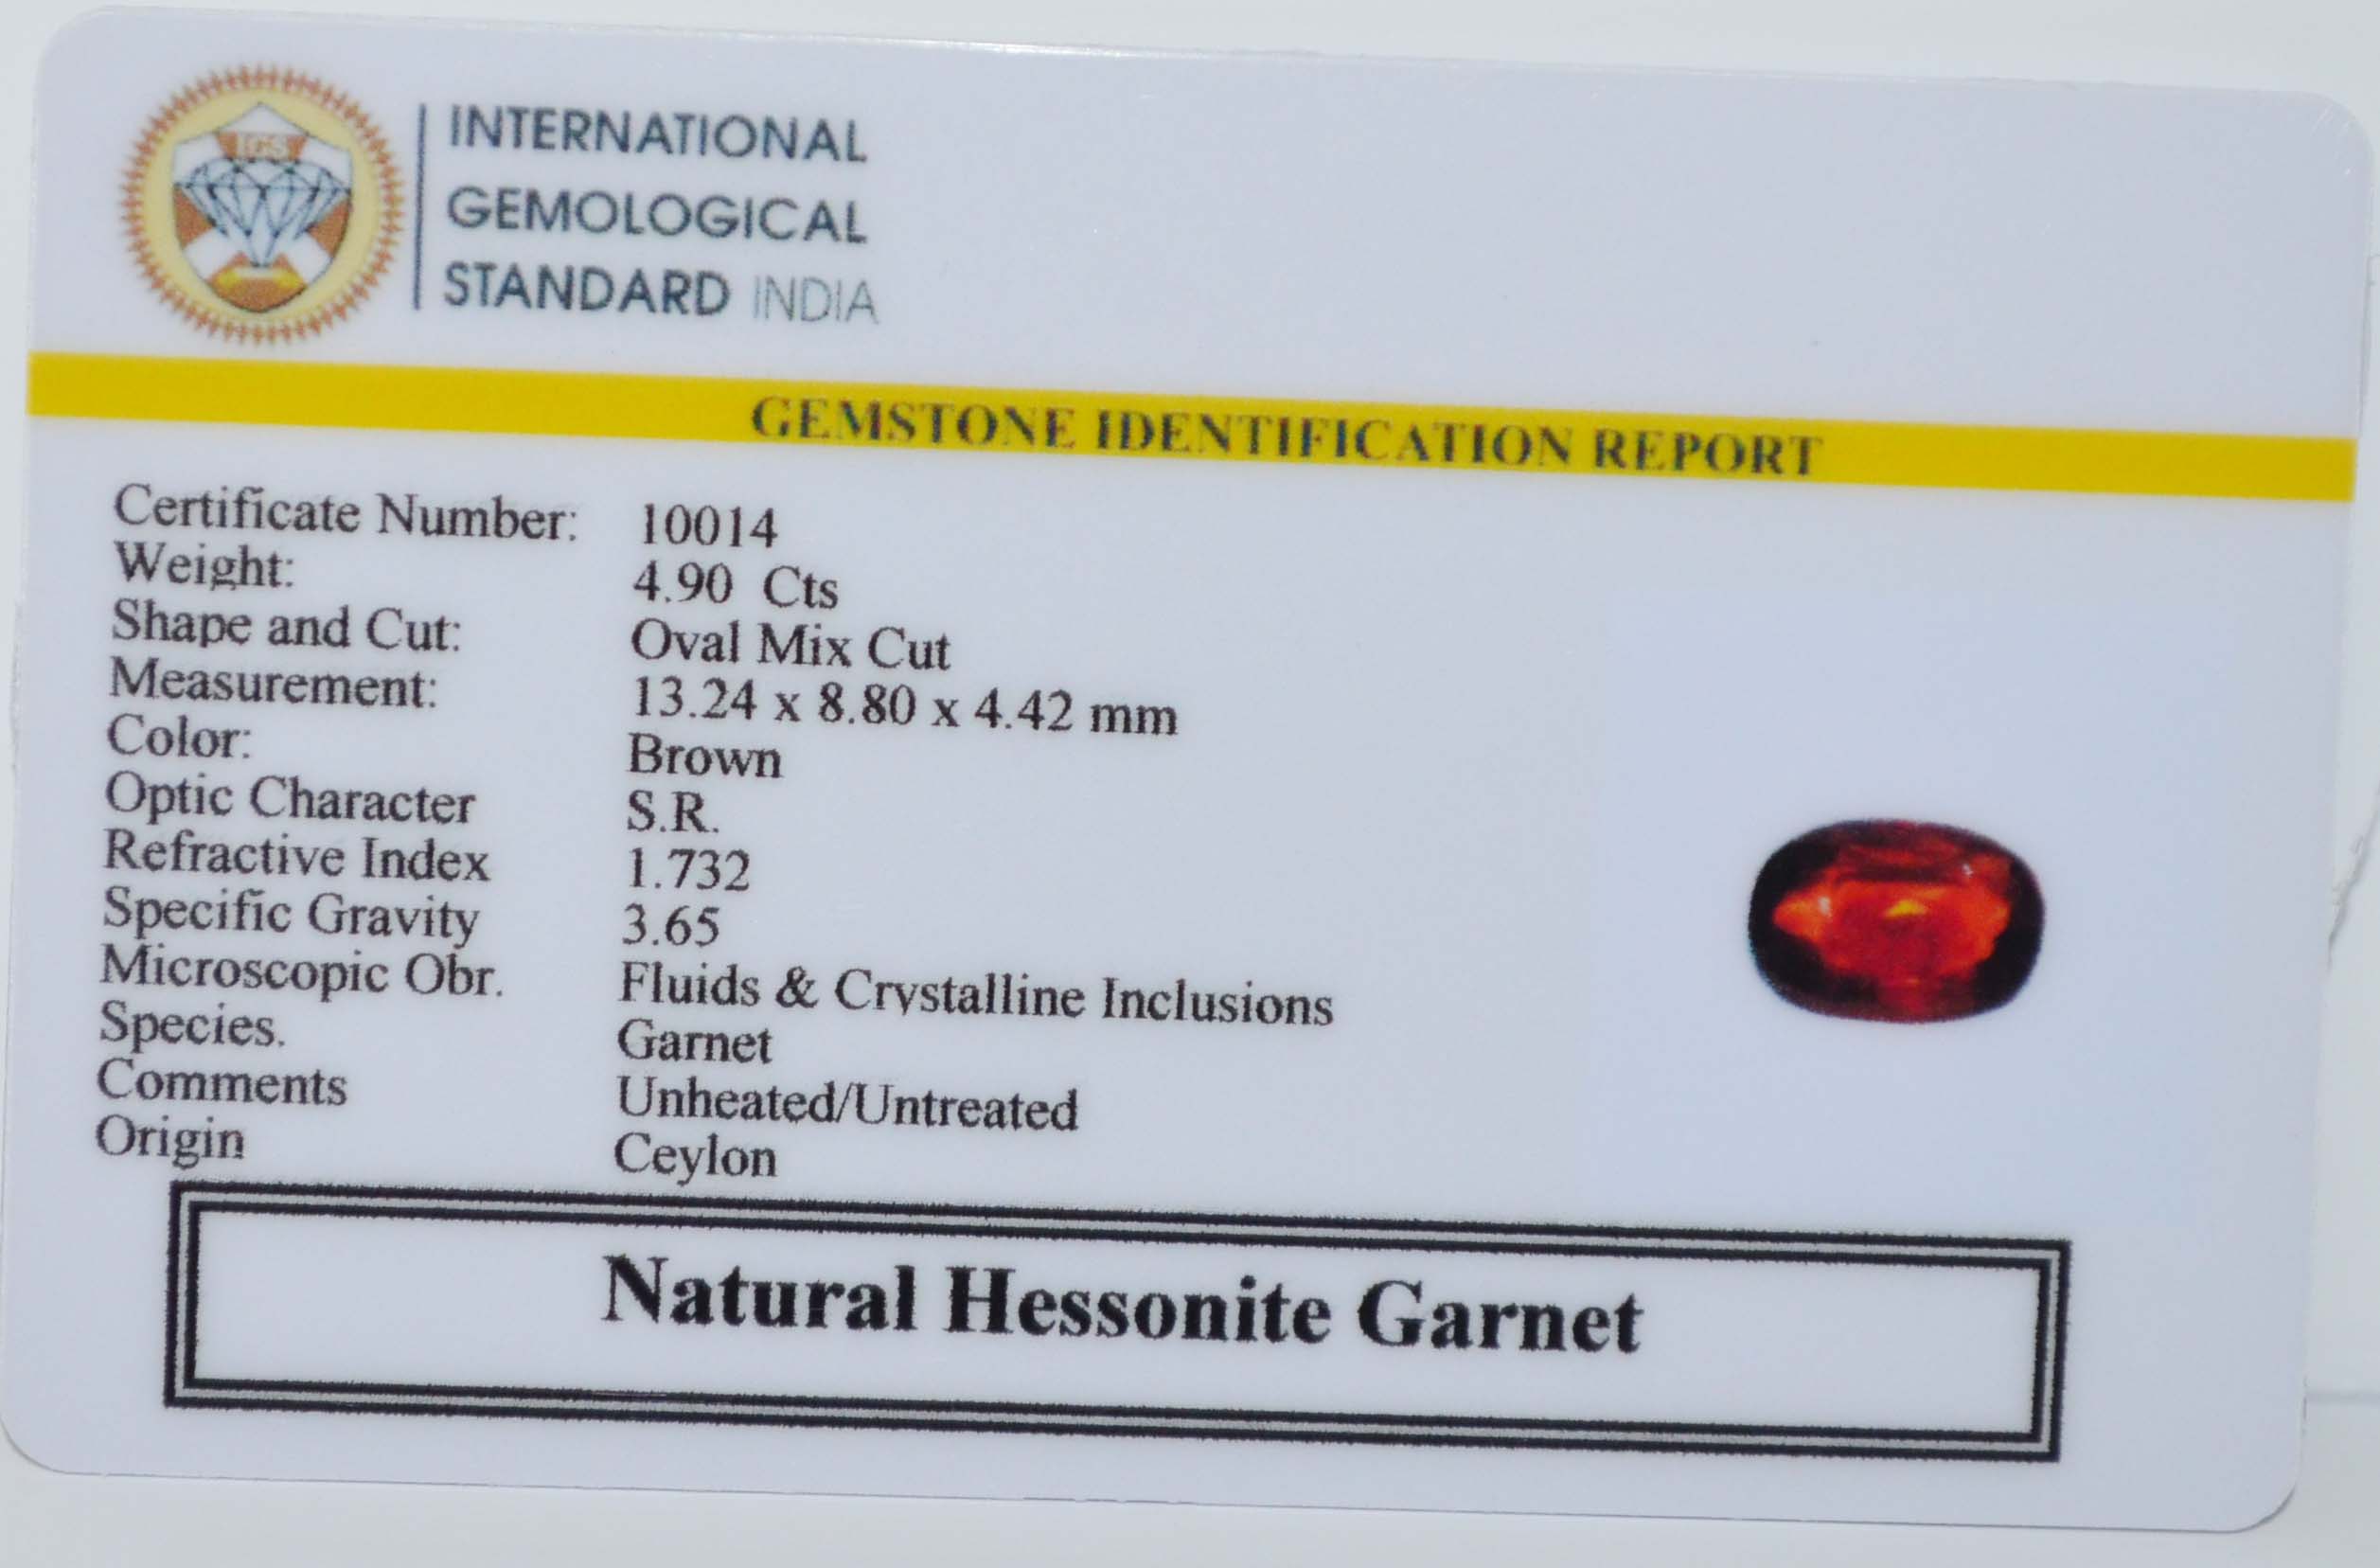 IGS
INTERNATIONAL
GEMOLOGICAL
STANDARD INDIA
GEMSTONE IDENTIFICATION REPORT
Certificate Number: 10014
Weight: 4.90 Cts
Shape and Cut: Oval Mix Cut
Measurement: 13.24 x 8.80 x 4.42 mm
Color: Brown
Optic Character S.R.
Refractive Index 1.732
Specific Gravity 3.65
Microscopic Obr. Fluids & Crystalline Inclusions
Species. Garnet
Comments Unheated/Untreated
Origin Ceylon
Natural Hessonite Garnet